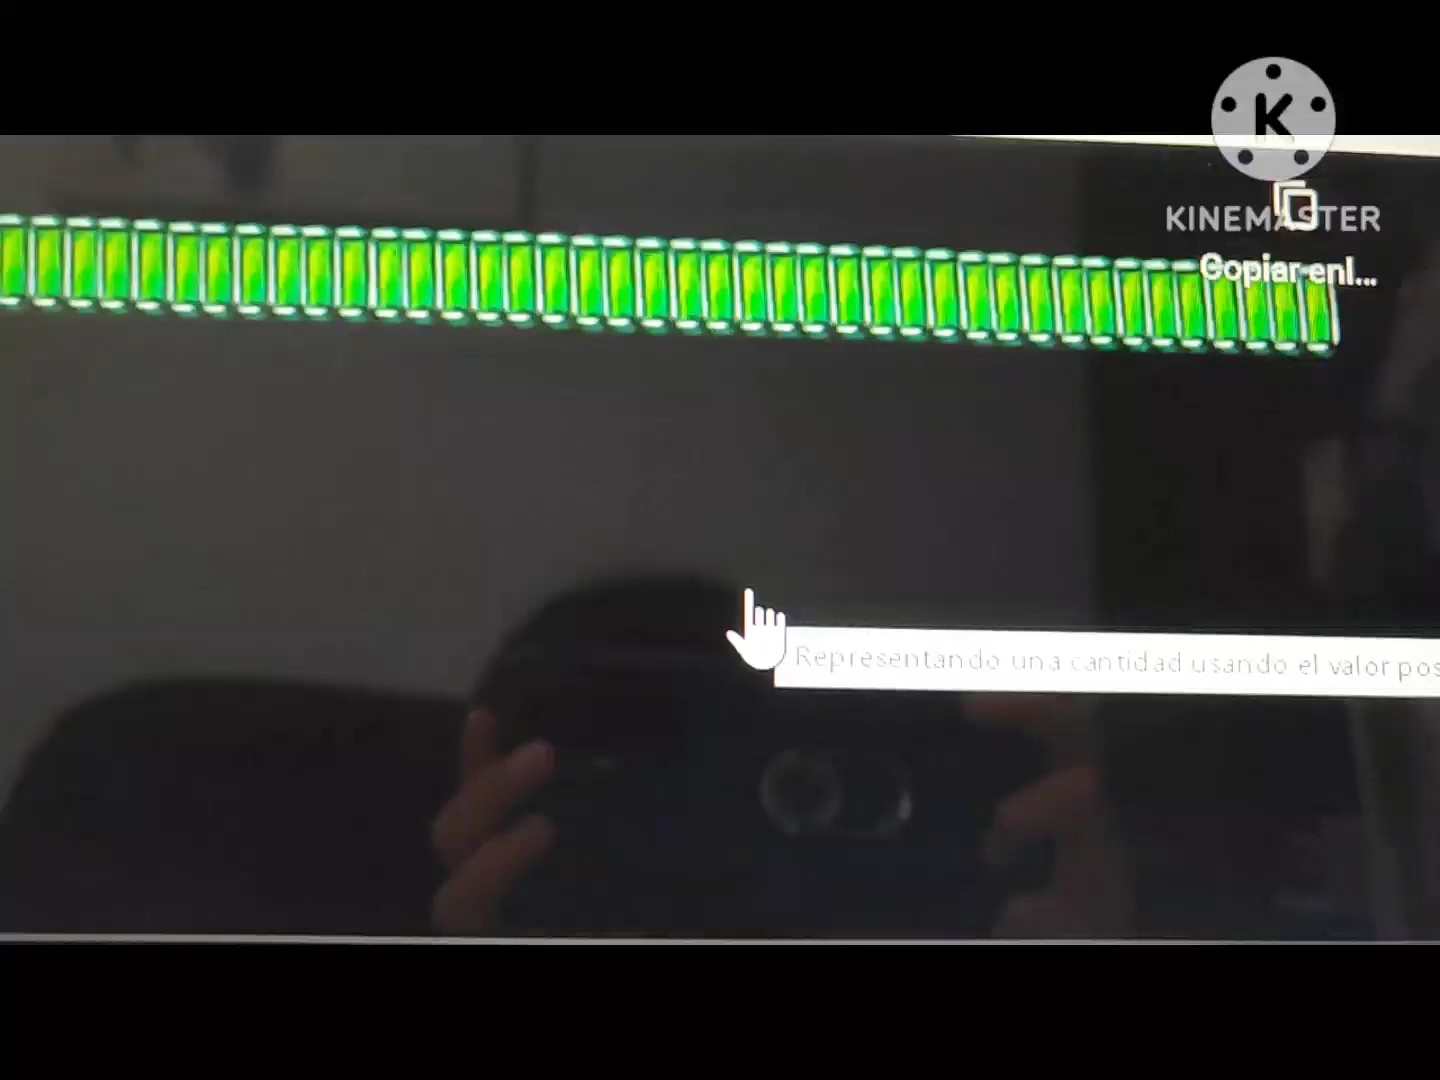 K
KINEMASTER
Copiar enl...
Representando una cantidad usando el valor pos